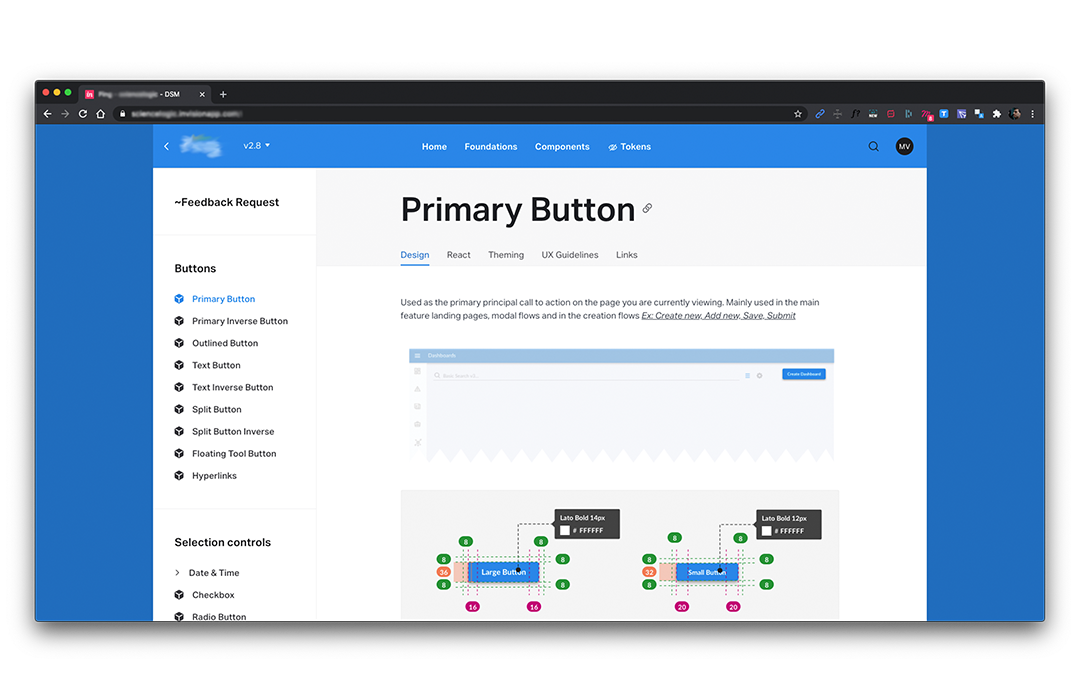 - DSM
NEW
8
v2.8
Home
Foundations
Components
Tokens
MV
~Feedback Request
Buttons
Primary Button
Primary Inverse Button
Outlined Button
Text Button
Text Inverse Button
Split Button
Split Button Inverse
Floating Tool Button
Hyperlinks
Selection controls
Date & Time
Checkbox
Radio Button
Primary Button
Design
React
Theming
UX Guidelines
Links
Used as the primary principal call to action on the page you are currently viewing. Mainly used in the main
feature landing pages, modal flows and in the creation flows Ex: Create new, Add new, Save, Submit
Dashboards
Create Dashboard
Lato Bold 14px
# FFFFFF
8
8
8
8
36
Large Button
8
8
16
16
Lato Bold 12px
# FFFFFF
8
8
8
8
32
Small Button
8
8
20
20